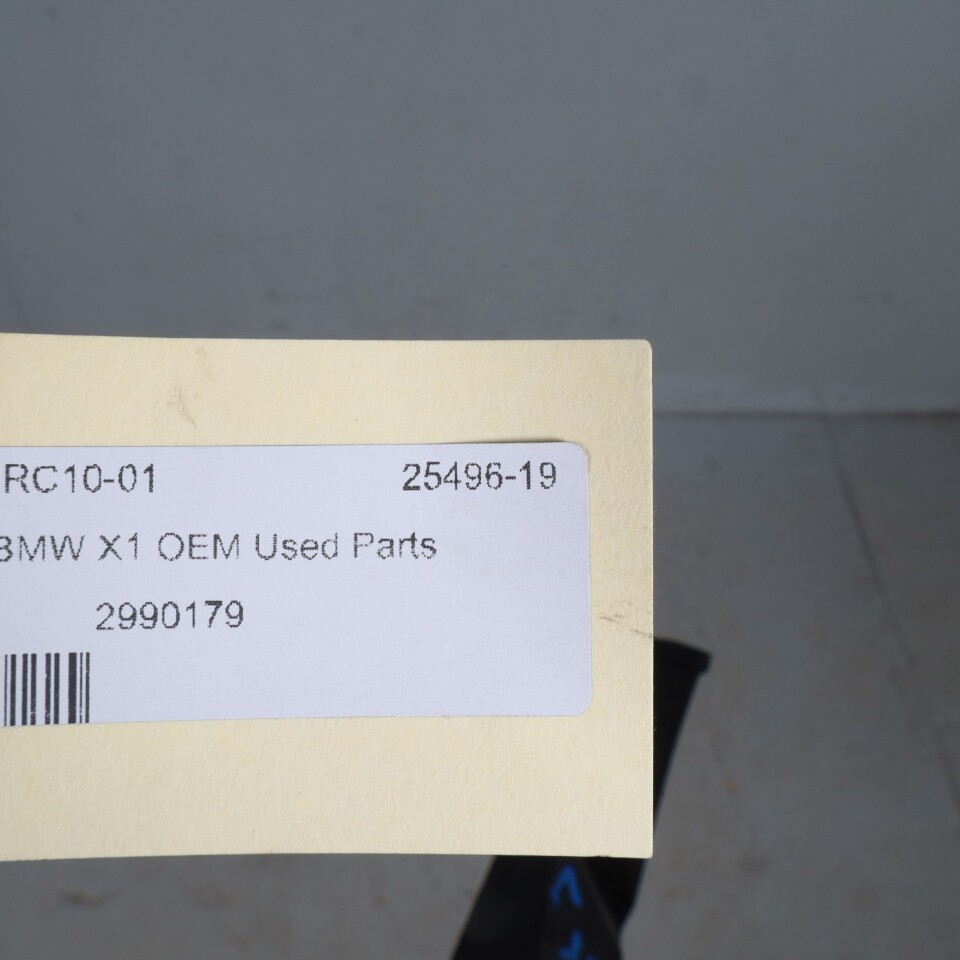 RC10-01 25496-19
BMW X1 OEM Used Parts
2990179